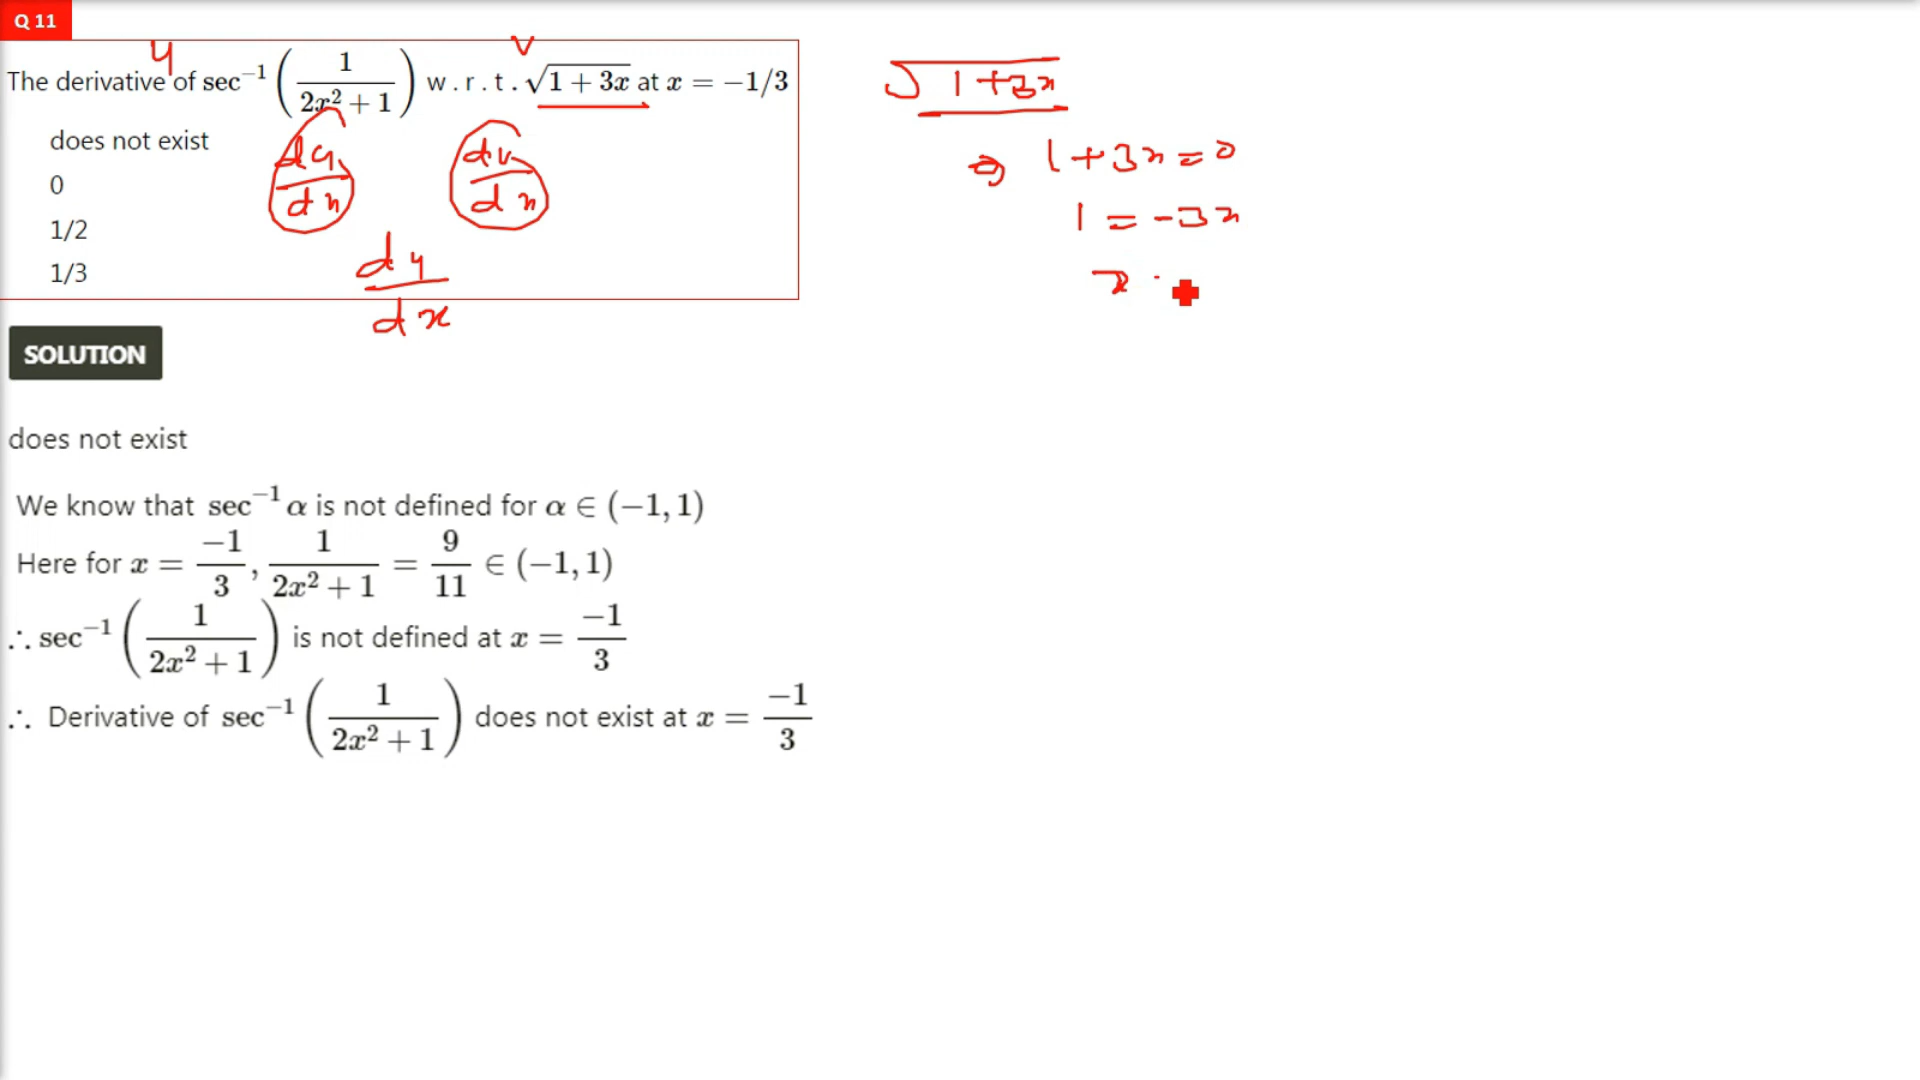 Q 11
u v
The derivative of sec⁻¹ (1/(2x² + 1)) w . r . t . √(1 + 3x) at x = −1/3
does not exist
0
1/2
1/3
du/dx dv/dx
dy/dx
√(1+3x)
⇒ 1+3x=0
1 = -3x
x
SOLUTION
does not exist
We know that sec⁻¹ α is not defined for α ∈ (−1, 1)
Here for x = −1/3, 1/(2x² + 1) = 9/11 ∈ (−1, 1)
∴ sec⁻¹ (1/(2x² + 1)) is not defined at x = −1/3
∴ Derivative of sec⁻¹ (1/(2x² + 1)) does not exist at x = −1/3